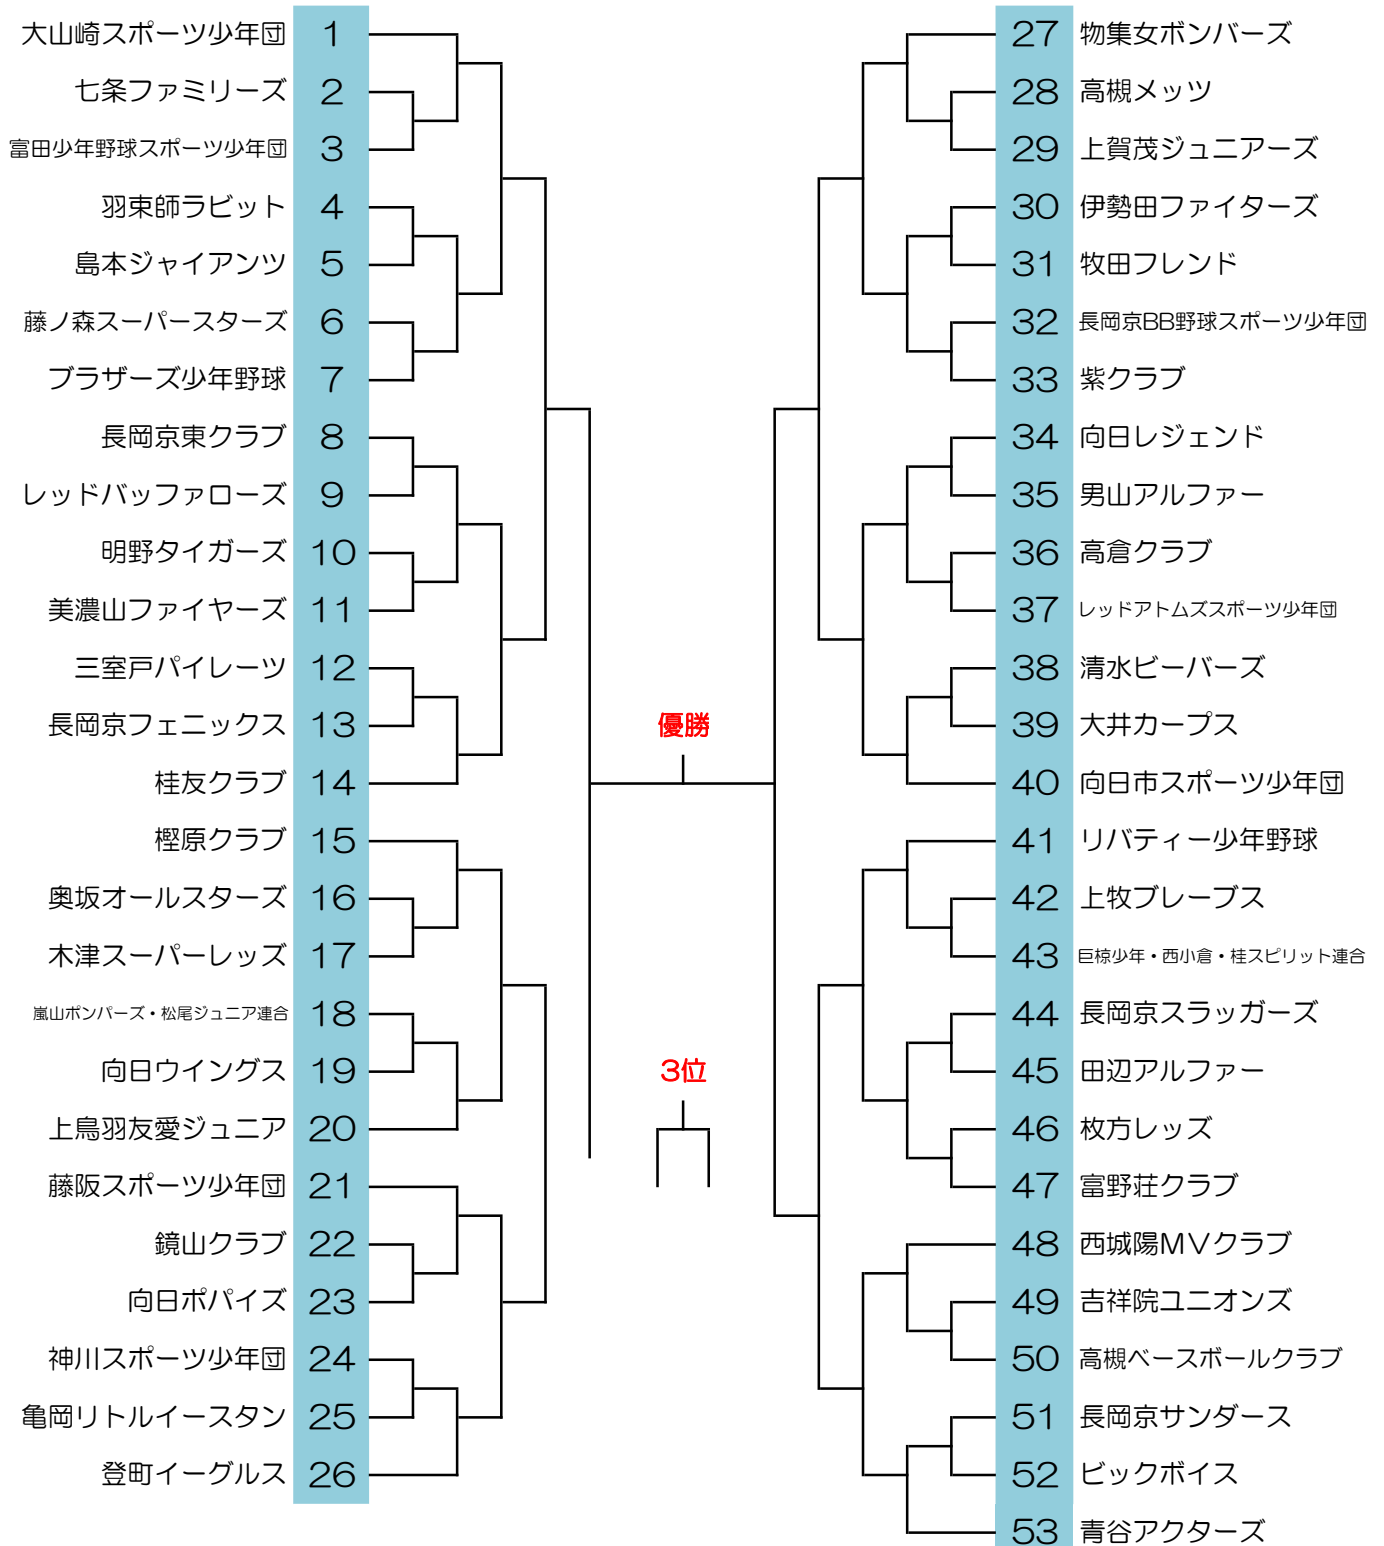 大山崎スポーツ少年団 1
七条ファミリーズ 2
富田少年野球スポーツ少年団 3
羽束師ラビット 4
島本ジャイアンツ 5
藤ノ森スーパースターズ 6
ブラザーズ少年野球 7
長岡京東クラブ 8
レッドバッファローズ 9
明野タイガーズ 10
美濃山ファイヤーズ 11
三室戸パイレーツ 12
長岡京フェニックス 13
桂友クラブ 14
樫原クラブ 15
奥坂オールスターズ 16
木津スーパーレッズ 17
嵐山ボンバーズ・松尾ジュニア連合 18
向日ウイングス 19
上鳥羽友愛ジュニア 20
藤阪スポーツ少年団 21
鏡山クラブ 22
向日ポパイズ 23
神川スポーツ少年団 24
亀岡リトルイースタン 25
登町イーグルス 26
優勝
3位
27 物集女ボンバーズ
28 高槻メッツ
29 上賀茂ジュニアーズ
30 伊勢田ファイターズ
31 牧田フレンド
32 長岡京BB野球スポーツ少年団
33 紫クラブ
34 向日レジェンド
35 男山アルファー
36 高倉クラブ
37 レッドアトムズスポーツ少年団
38 清水ビーバーズ
39 大井カープス
40 向日市スポーツ少年団
41 リバティー少年野球
42 上牧ブレーブス
43 巨椋少年・西小倉・桂スピリット連合
44 長岡京スラッガーズ
45 田辺アルファー
46 枚方レッズ
47 富野荘クラブ
48 西城陽MVクラブ
49 吉祥院ユニオンズ
50 高槻ベースボールクラブ
51 長岡京サンダース
52 ビックボイス
53 青谷アクターズ